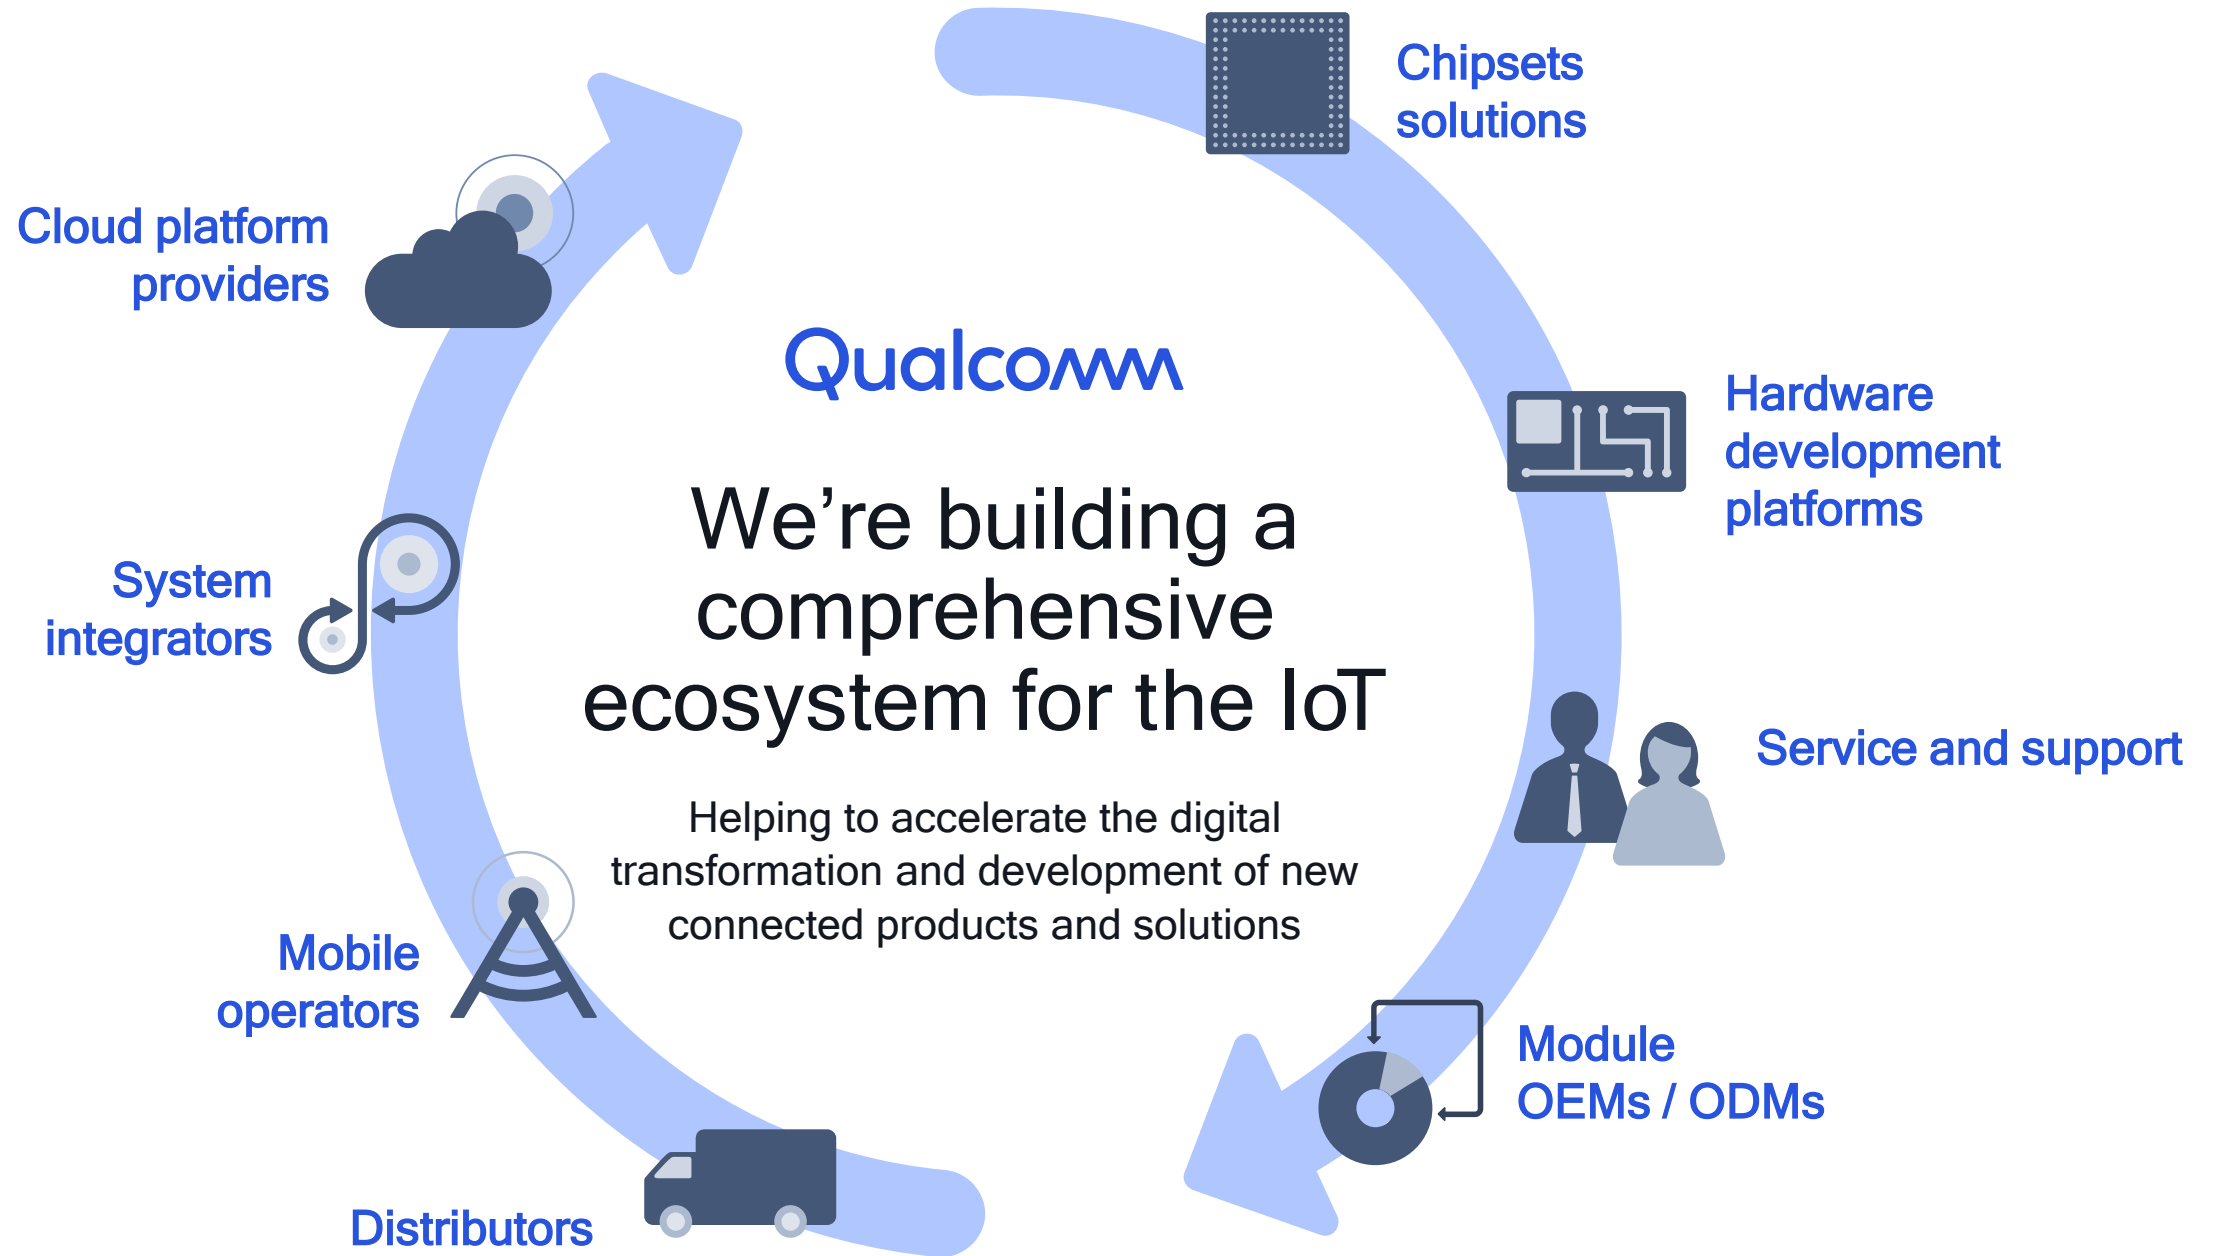 Chipsets
solutions
Cloud platform
providers
Qualcomm
Hardware
development
platforms
We’re building a
comprehensive
ecosystem for the IoT
System
integrators
Service and support
Helping to accelerate the digital
transformation and development of new
connected products and solutions
Mobile
operators
Module
OEMs / ODMs
Distributors